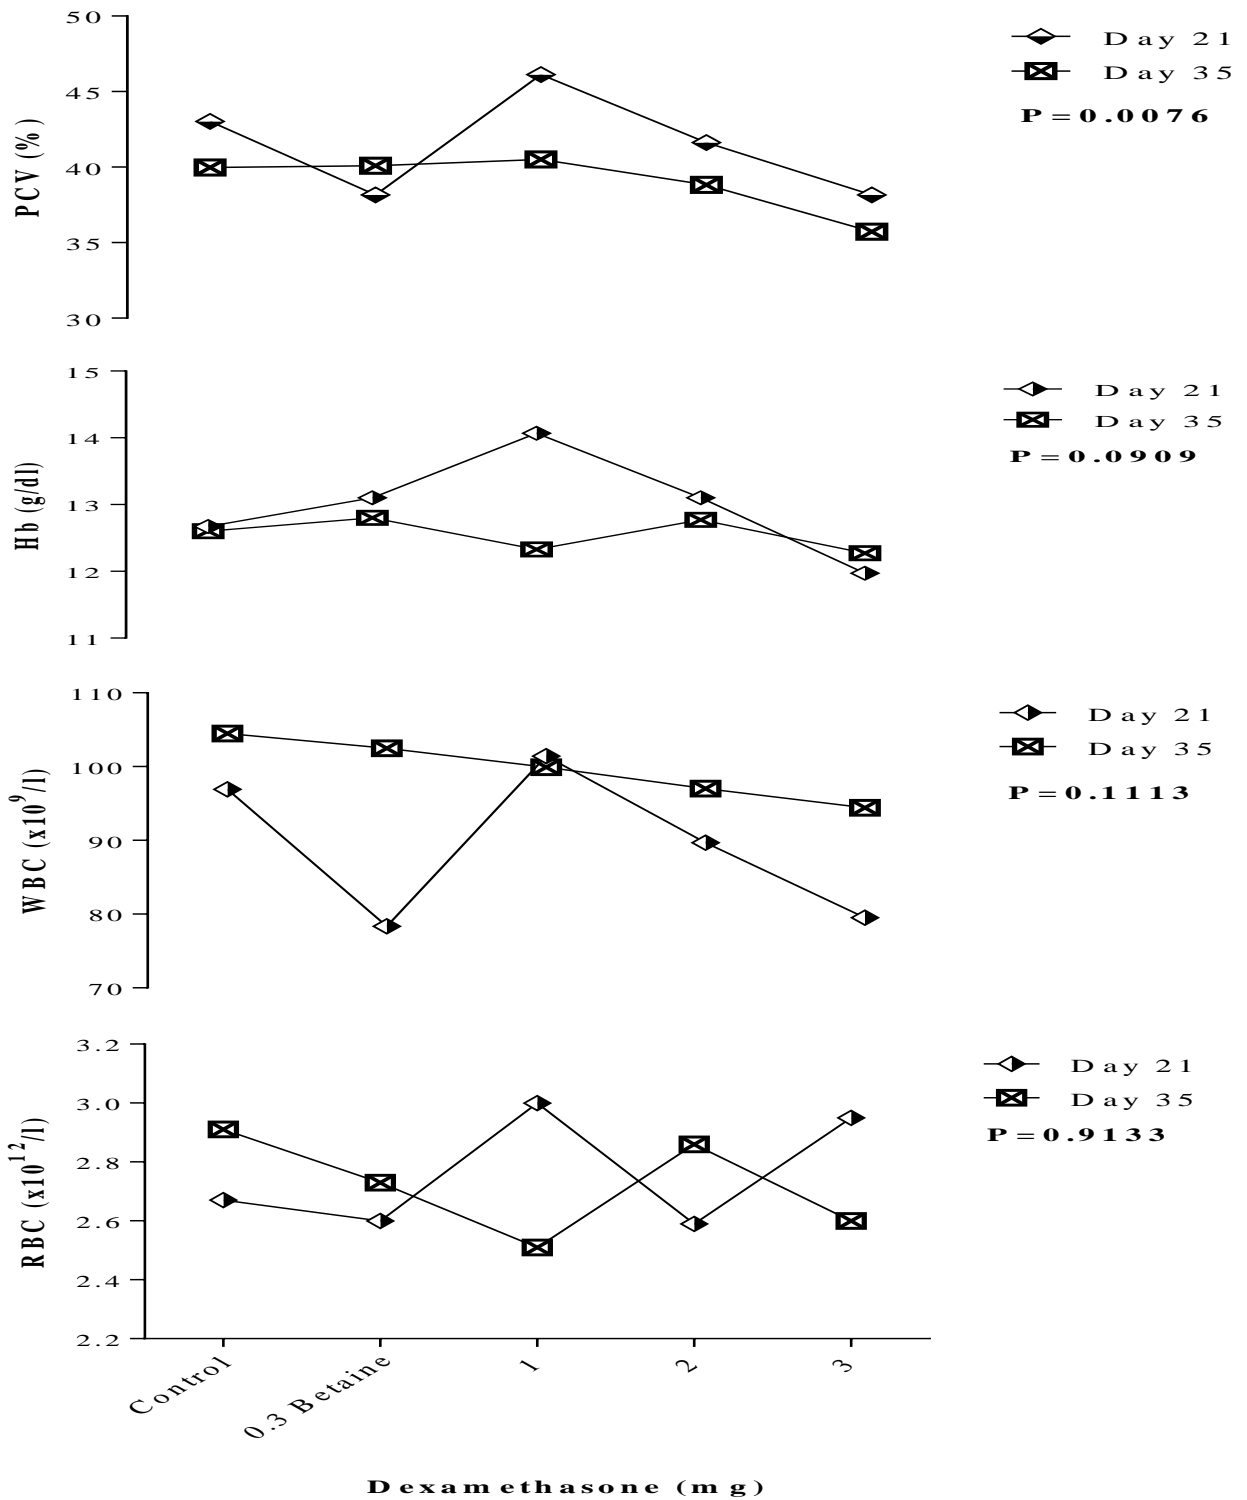 50
45
40
35
30
PCV (%)
Day 21
Day 35
P=0.0076
15
14
13
12
11
Hb (g/dl)
Day 21
Day 35
P=0.0909
110
100
90
80
70
WBC (x10⁹/l)
Day 21
Day 35
P=0.1113
3.2
3.0
2.8
2.6
2.4
2.2
RBC (x10¹²/l)
Day 21
Day 35
P=0.9133
Control
0.3 Betaine
1
2
3
Dexamethasone (mg)